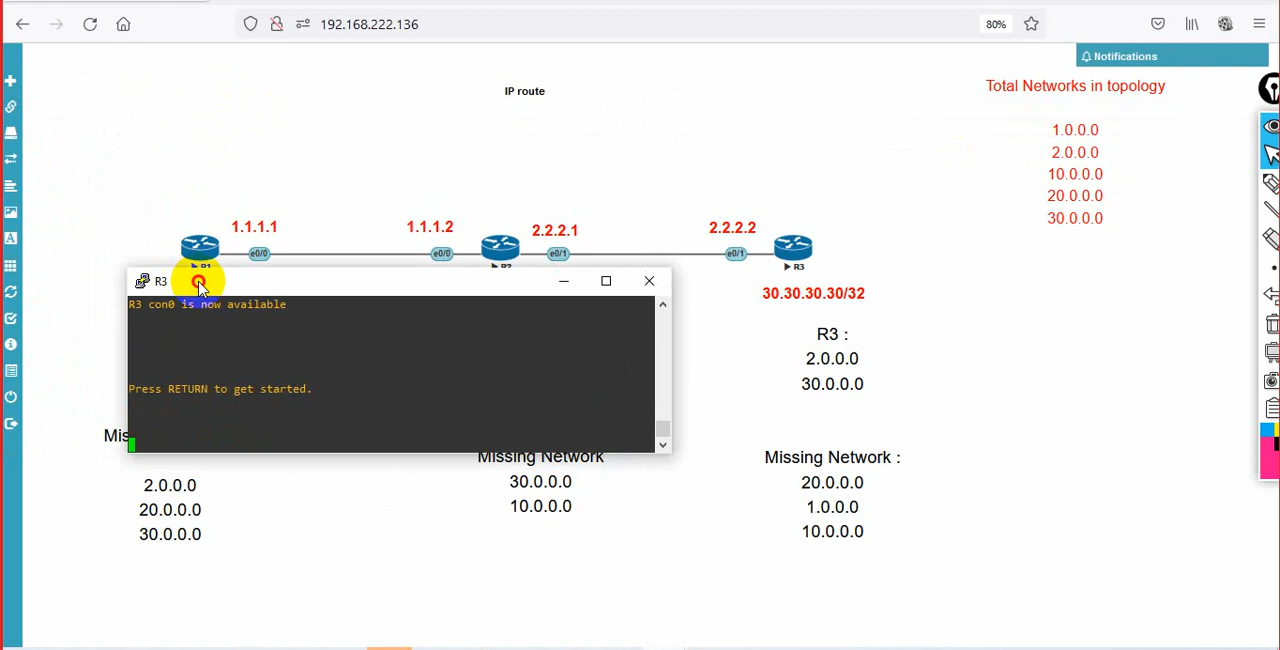 192.168.222.136
80%
Notifications
Total Networks in topology
IP route
1.0.0.0
2.0.0.0
10.0.0.0
20.0.0.0
30.0.0.0
1.1.1.1
1.1.1.2
2.2.2.1
2.2.2.2
e0/0
e0/0
e0/1
e0/1
R3
30.30.30.30/32
R3
R3 con0 is now available
Press RETURN to get started.
R3 :
2.0.0.0
30.0.0.0
2.0.0.0
20.0.0.0
30.0.0.0
Missing Network
30.0.0.0
10.0.0.0
Missing Network :
20.0.0.0
1.0.0.0
10.0.0.0